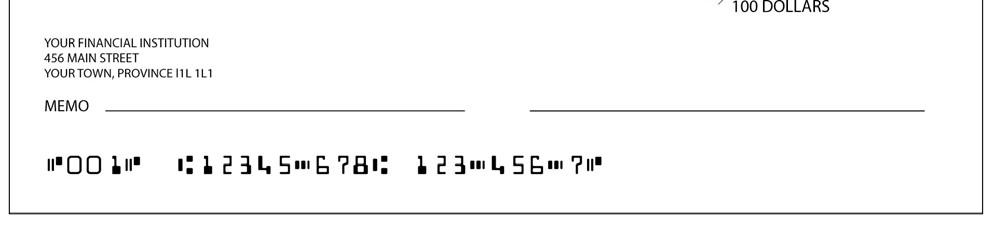 100 DOLLARS
YOUR FINANCIAL INSTITUTION
456 MAIN STREET
YOUR TOWN, PROVINCE l1L 1L1
MEMO
⑈001⑈ ⑆12345⑉678⑆ 123⑉456⑉7⑈